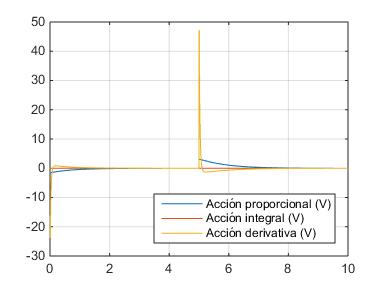 50
40
30
20
10
0
-10
-20
-30
0 2 4 6 8 10
Acción proporcional (V)
Acción integral (V)
Acción derivativa (V)